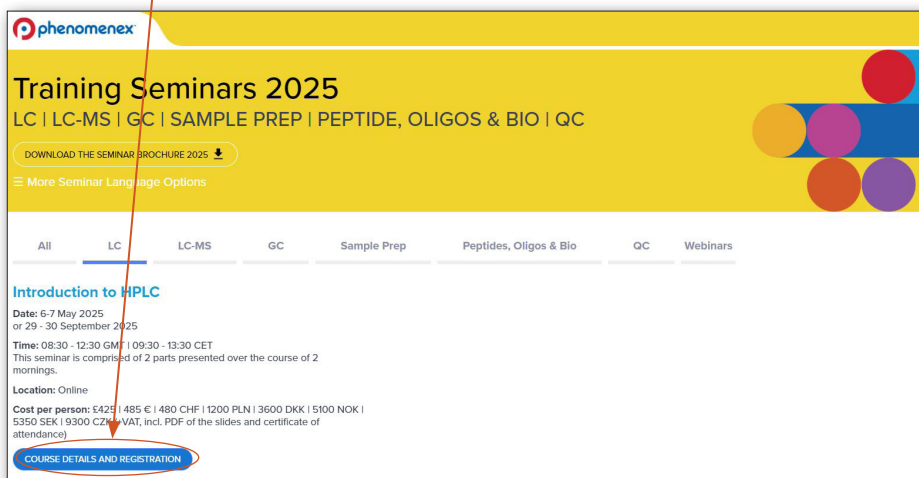 phenomenex
Training Seminars 2025
LC | LC-MS | GC | SAMPLE PREP | PEPTIDE, OLIGOS & BIO | QC
DOWNLOAD THE SEMINAR BROCHURE 2025
More Seminar Language Options
All LC LC-MS GC Sample Prep Peptides, Oligos & Bio QC Webinars
Introduction to HPLC
Date: 6-7 May 2025
or 29 - 30 September 2025
Time: 08:30 - 12:30 GMT | 09:30 - 13:30 CET
This seminar is comprised of 2 parts presented over the course of 2
mornings.
Location: Online
Cost per person: £425 | 485 € | 480 CHF | 1200 PLN | 3600 DKK | 5100 NOK |
5350 SEK | 9300 CZK VAT, incl. PDF of the slides and certificate of
attendance)
COURSE DETAILS AND REGISTRATION